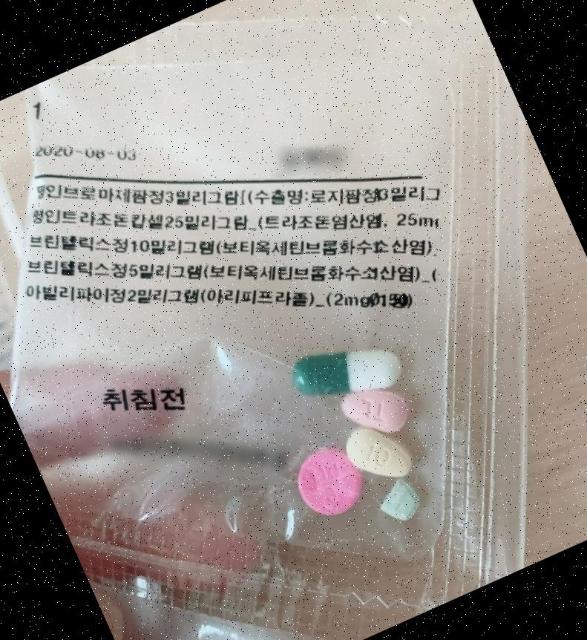 1
2020-08-03
명인브로마제팜정3밀리그람[(수출명:로지팜정3밀리그
명인트라조돈캅셀25밀리그람_(트라조돈염산염, 25m
브린텔릭스정10밀리그램(보티옥세틴브롬화수소산염)
브린텔릭스정5밀리그램(보티옥세틴브롬화수소산염)_(
아빌리파이정2밀리그램(아리피프라졸)_(2mg
취침전